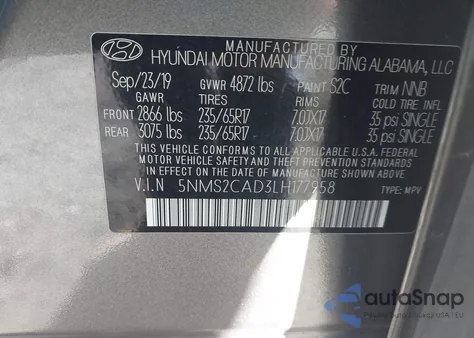 MANUFACTURED BY
HYUNDAI MOTOR MANUFACTURING ALABAMA, LLC
Sep/23/19 GVWR 4872 lbs PAINT S2C TRIM NNB
GAWR TIRES RIMS COLD TIRE INFL
FRONT 2866 lbs 235/65R17 7.0JX17 35 psi SINGLE
REAR 3075 lbs 235/65R17 7.0JX17 35 psi SINGLE
THIS VEHICLE CONFORMS TO ALL APPLICABLE U.S.A. FEDERAL
MOTOR VEHICLE SAFETY AND BUMPER STANDARDS IN
EFFECT ON THE DATE OF MANUFACTURE SHOWN ABOVE
V.I.N 5NMS2CAD3LH177958 TYPE: MPV
autoSnap